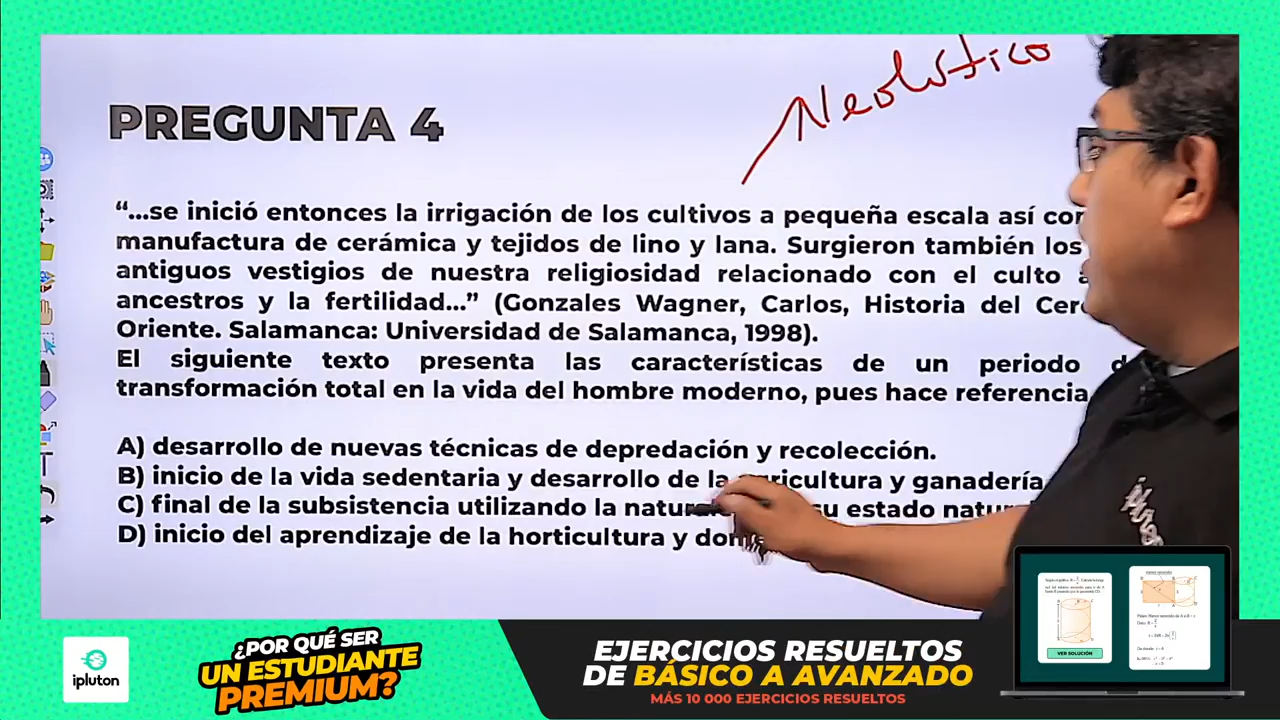 Neolítico
PREGUNTA 4
“...se inició entonces la irrigación de los cultivos a pequeña escala así
manufactura de cerámica y tejidos de lino y lana. Surgieron también los
antiguos vestigios de nuestra religiosidad relacionado con el culto
ancestros y la fertilidad...” (Gonzales Wagner, Carlos, Historia del
Oriente. Salamanca: Universidad de Salamanca, 1998).
El siguiente texto presenta las características de un periodo
transformación total en la vida del hombre moderno, pues hace referencia
A) desarrollo de nuevas técnicas de depredación y recolección.
B) inicio de la vida sedentaria y desarrollo de la agricultura y ganadería
C) final de la subsistencia utilizando la su estado
D) inicio del aprendizaje de la horticultura y
VER SOLUCIÓN
ipluton
¿POR QUÉ SER
UN ESTUDIANTE
PREMIUM?
EJERCICIOS RESUELTOS
DE BÁSICO A AVANZADO
MÁS 10 000 EJERCICIOS RESUELTOS